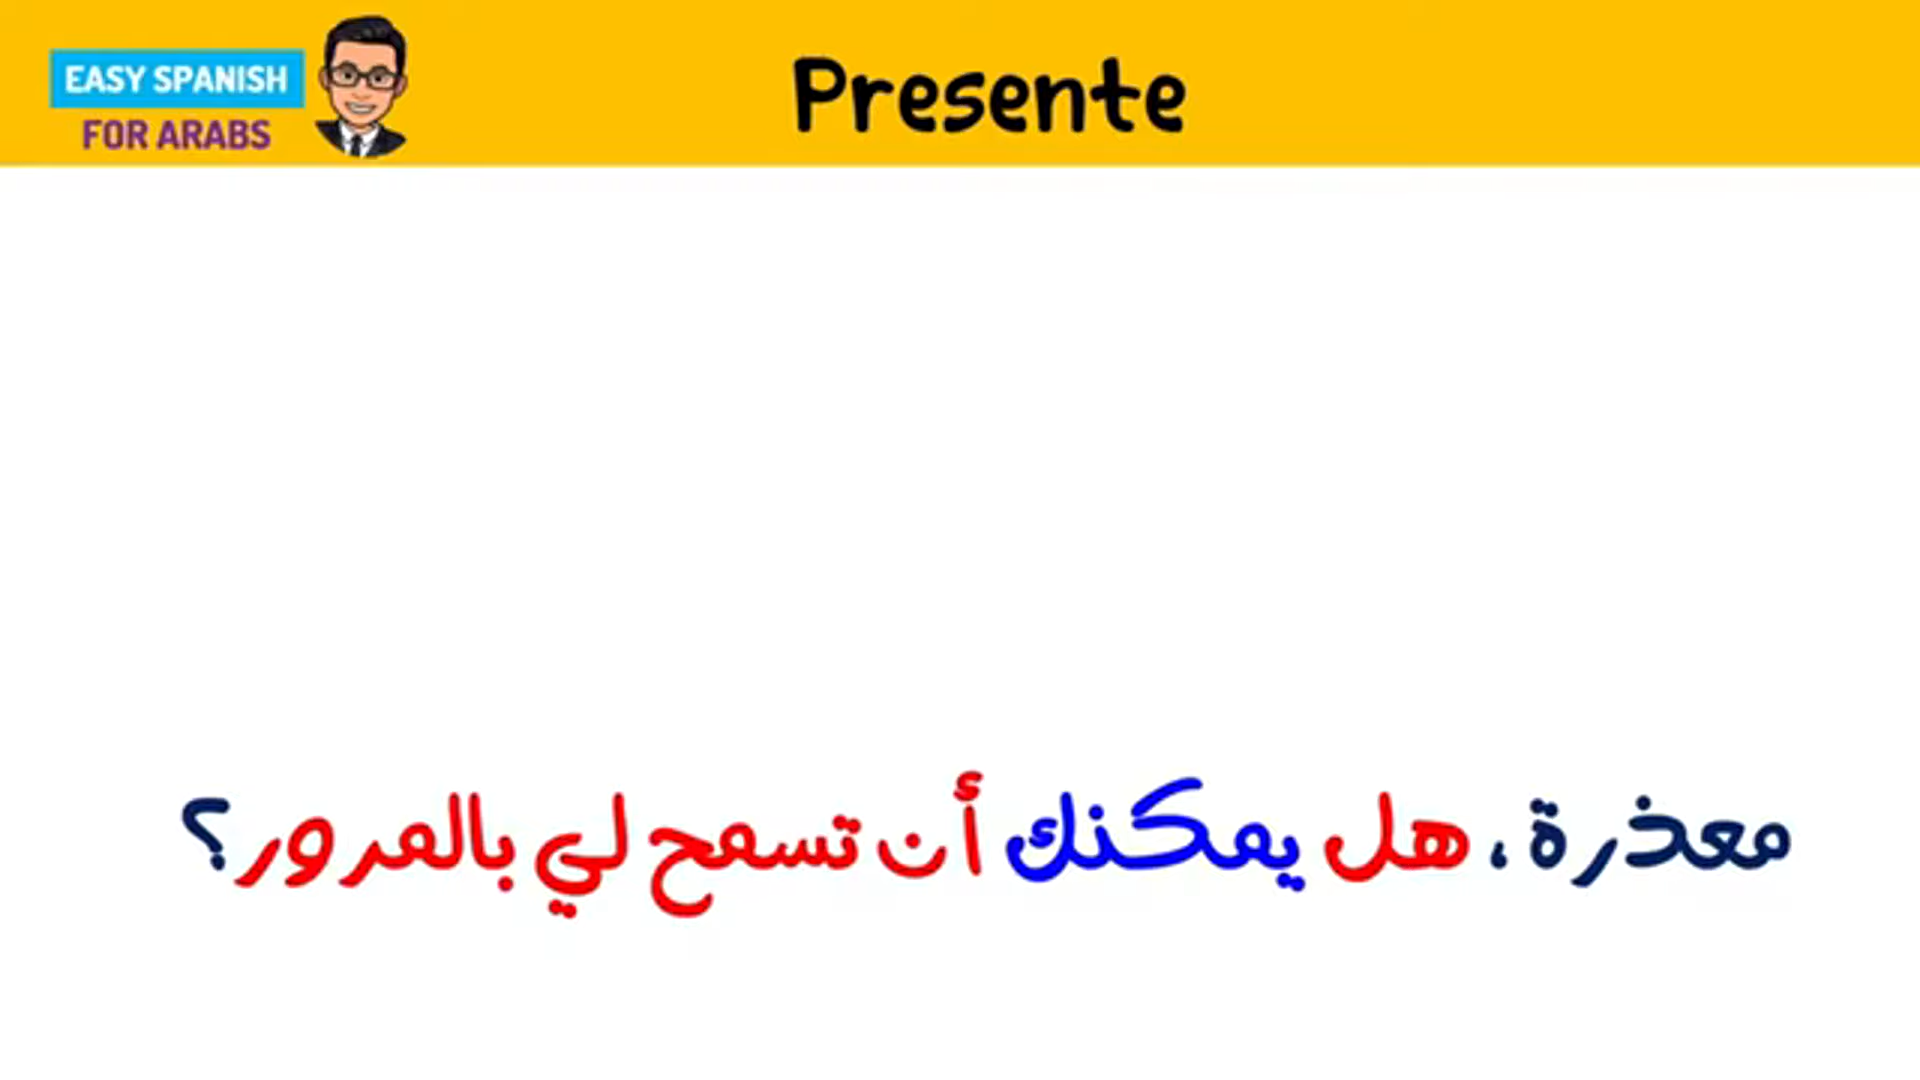 EASY SPANISH
FOR ARABS
Presente
معذرة ، هل يمكنك أن تسمح لي بالمرور؟